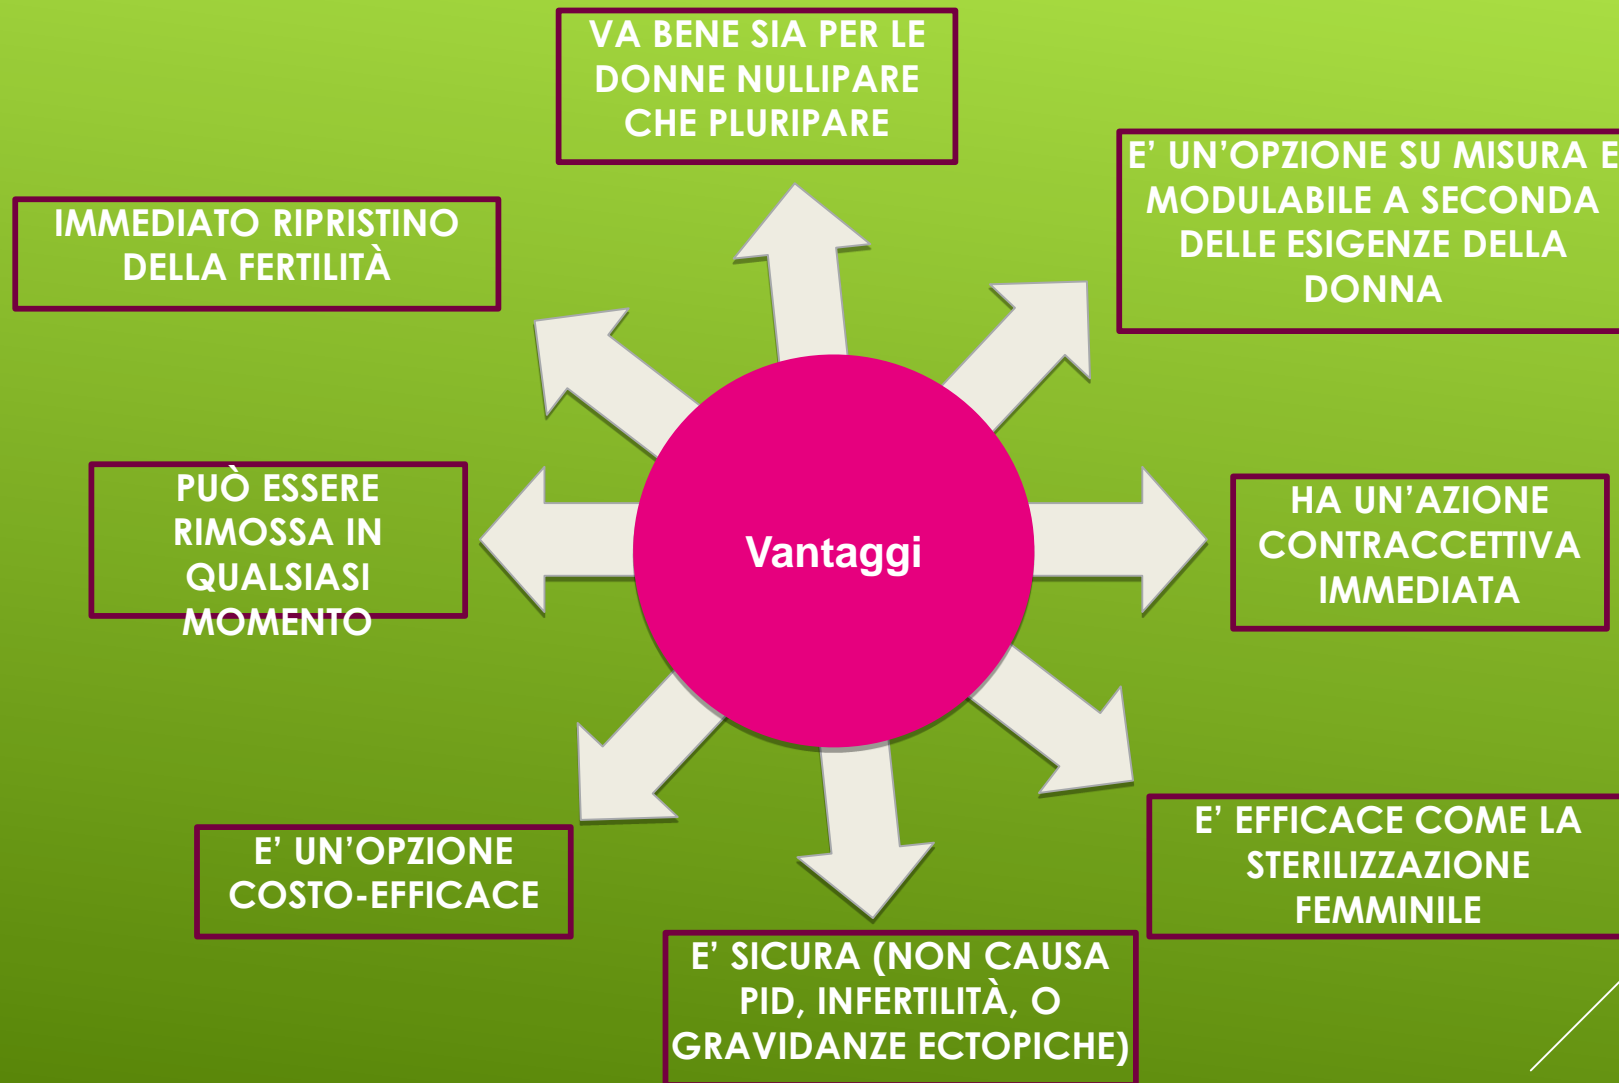 VA BENE SIA PER LE
DONNE NULLIPARE
CHE PLURIPARE
E’ UN’OPZIONE SU MISURA E
MODULABILE A SECONDA
DELLE ESIGENZE DELLA
DONNA
IMMEDIATO RIPRISTINO
DELLA FERTILITÀ
PUÒ ESSERE
RIMOSSA IN
QUALSIASI
MOMENTO
Vantaggi
HA UN’AZIONE
CONTRACCETTIVA
IMMEDIATA
E’ UN’OPZIONE
COSTO-EFFICACE
E’ EFFICACE COME LA
STERILIZZAZIONE
FEMMINILE
E’ SICURA (NON CAUSA
PID, INFERTILITÀ, O
GRAVIDANZE ECTOPICHE)